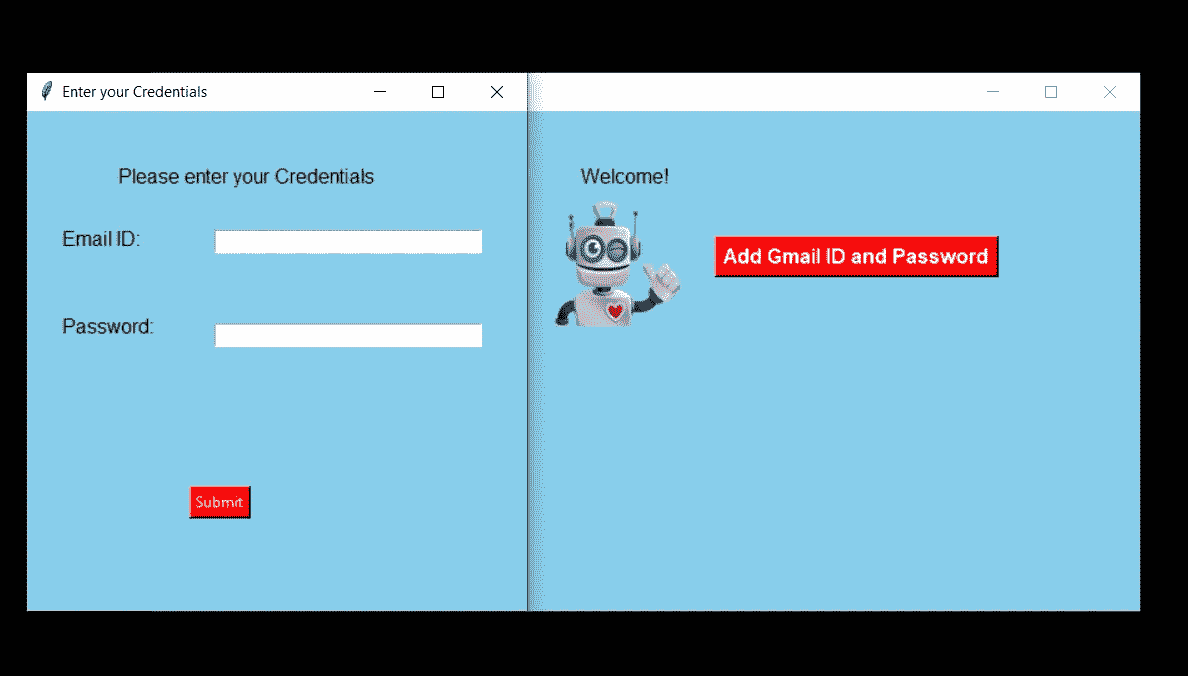 Enter your Credentials
Please enter your Credentials
Email ID:
Password:
Submit
Welcome!
Add Gmail ID and Password